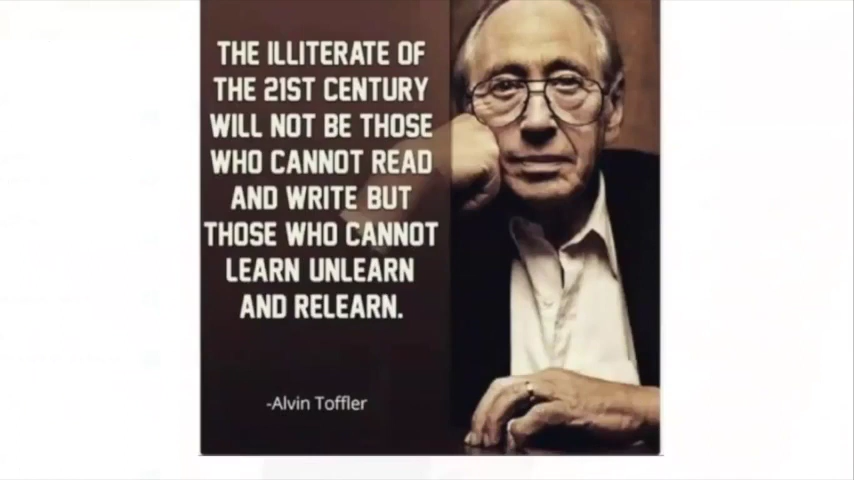 THE ILLITERATE OF
THE 21ST CENTURY
WILL NOT BE THOSE
WHO CANNOT READ
AND WRITE BUT
THOSE WHO CANNOT
LEARN UNLEARN
AND RELEARN.
-Alvin Toffler